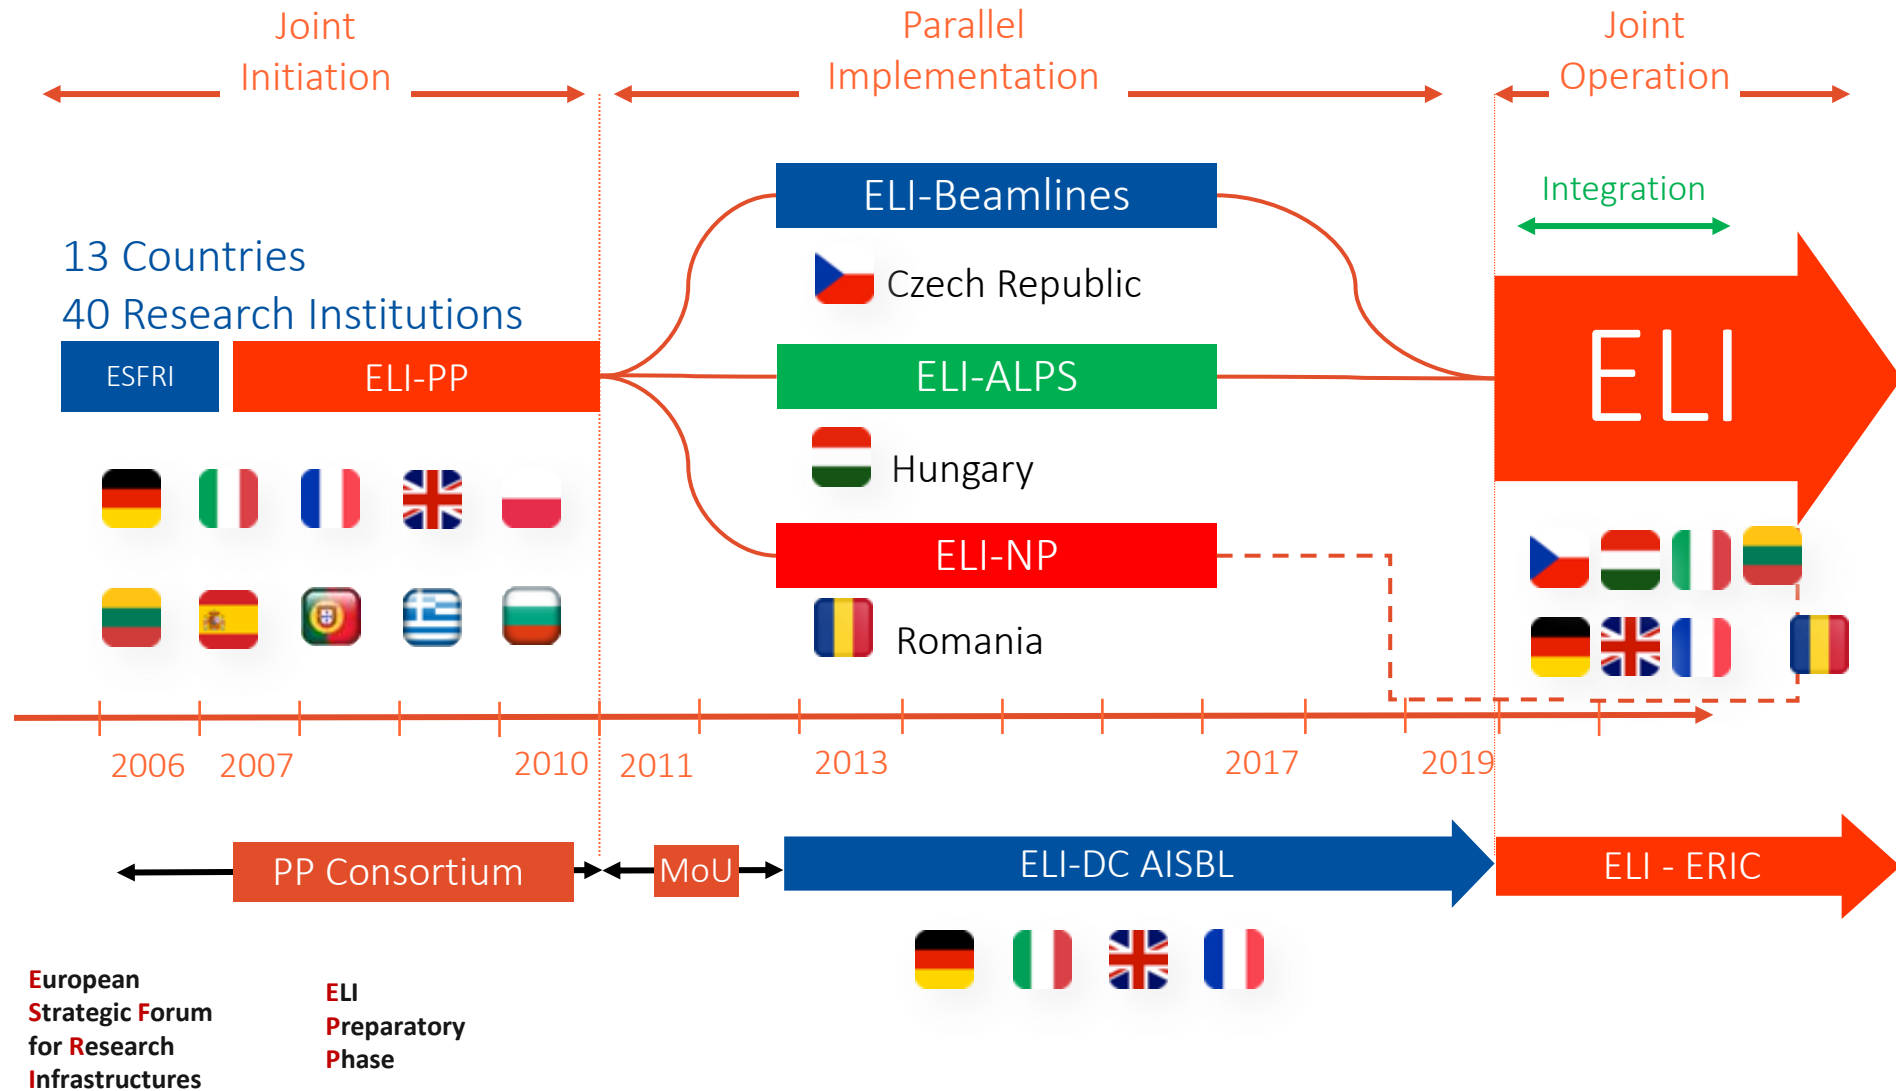 Joint
Initiation
Parallel
Implementation
Joint
Operation
13 Countries
40 Research Institutions
ESFRI
ELI-PP
ELI-Beamlines
Czech Republic
ELI-ALPS
Hungary
ELI-NP
Romania
Integration
ELI
2006
2007
2010
2011
2013
2017
2019
PP Consortium
MoU
ELI-DC AISBL
ELI - ERIC
European
Strategic Forum
for Research
Infrastructures
ELI
Preparatory
Phase